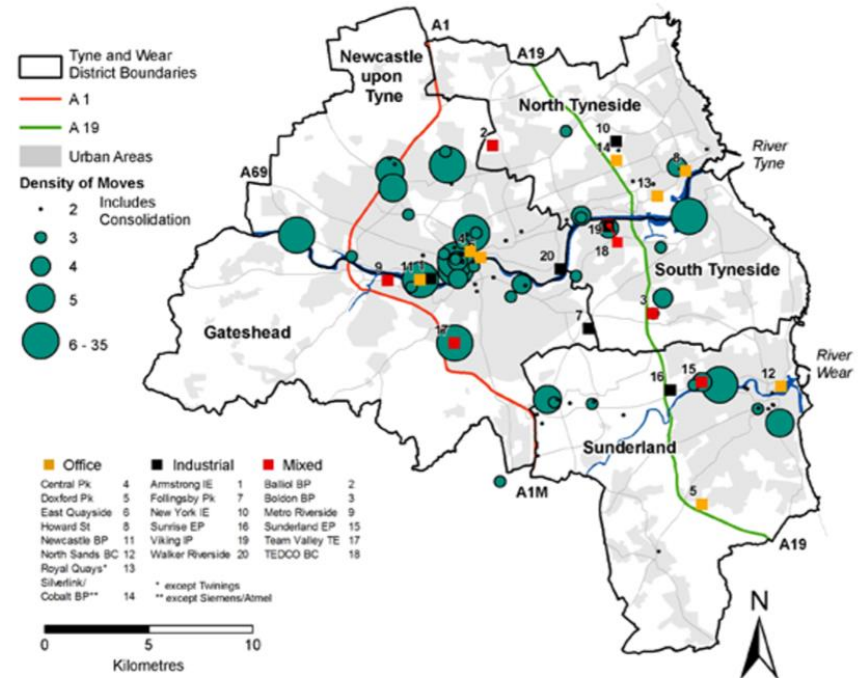 A1
A19
Tyne and Wear
District Boundaries
A 1
A 19
Urban Areas
Density of Moves
2 Includes
Consolidation
3
4
5
6 - 35
Newcastle
upon
Tyne
North Tyneside
River
Tyne
A69
2
10
14
8
13
19
18
20
South Tyneside
9
11
1
4
Gateshead
17
7
3
River
Wear
16
15
12
Sunderland
5
A1M
A19
Office Industrial Mixed
Central Pk 4 Armstrong IE 1 Balliol BP 2
Doxford Pk 5 Follingsby Pk 7 Boldon BP 3
East Quayside 6 New York IE 10 Metro Riverside 9
Howard St 8 Sunrise EP 16 Sunderland EP 15
Newcastle BP 11 Viking IP 19 Team Valley TE 17
North Sands BC 12 Walker Riverside 20 TEDCO BC 18
Royal Quays* 13
Silverlink/ * except Twinings
Cobalt BP** 14 ** except Siemens/Atmel
0 5 10
Kilometres
N